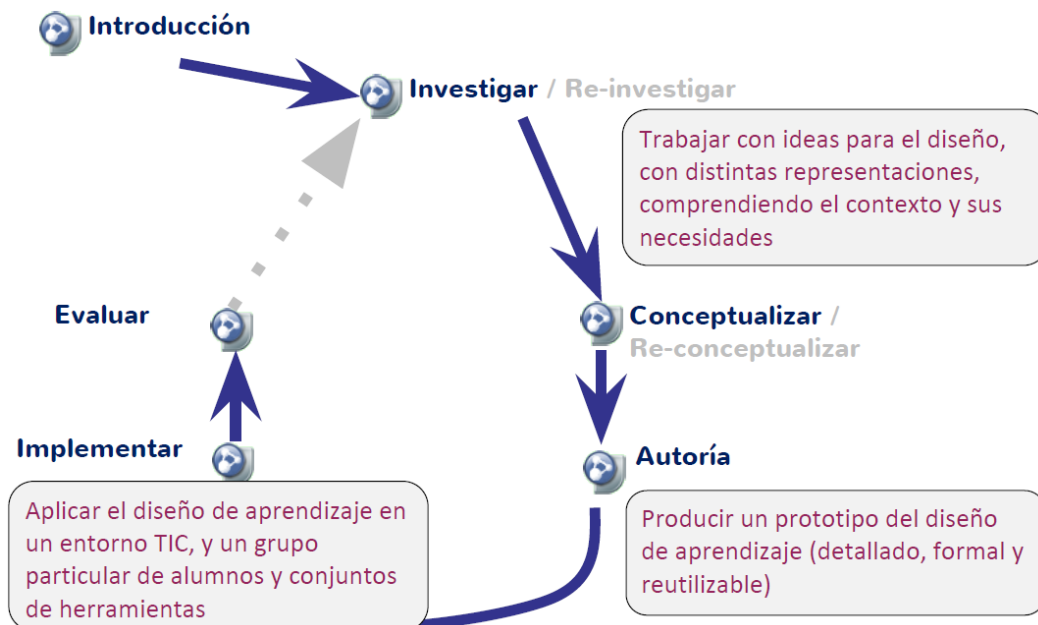 Introducción
Investigar / Re-investigar
Trabajar con ideas para el diseño,
con distintas representaciones,
comprendiendo el contexto y sus
necesidades
Conceptualizar /
Re-conceptualizar
Autoría
Producir un prototipo del diseño
de aprendizaje (detallado, formal y
reutilizable)
Implementar
Aplicar el diseño de aprendizaje en
un entorno TIC, y un grupo
particular de alumnos y conjuntos
de herramientas
Evaluar